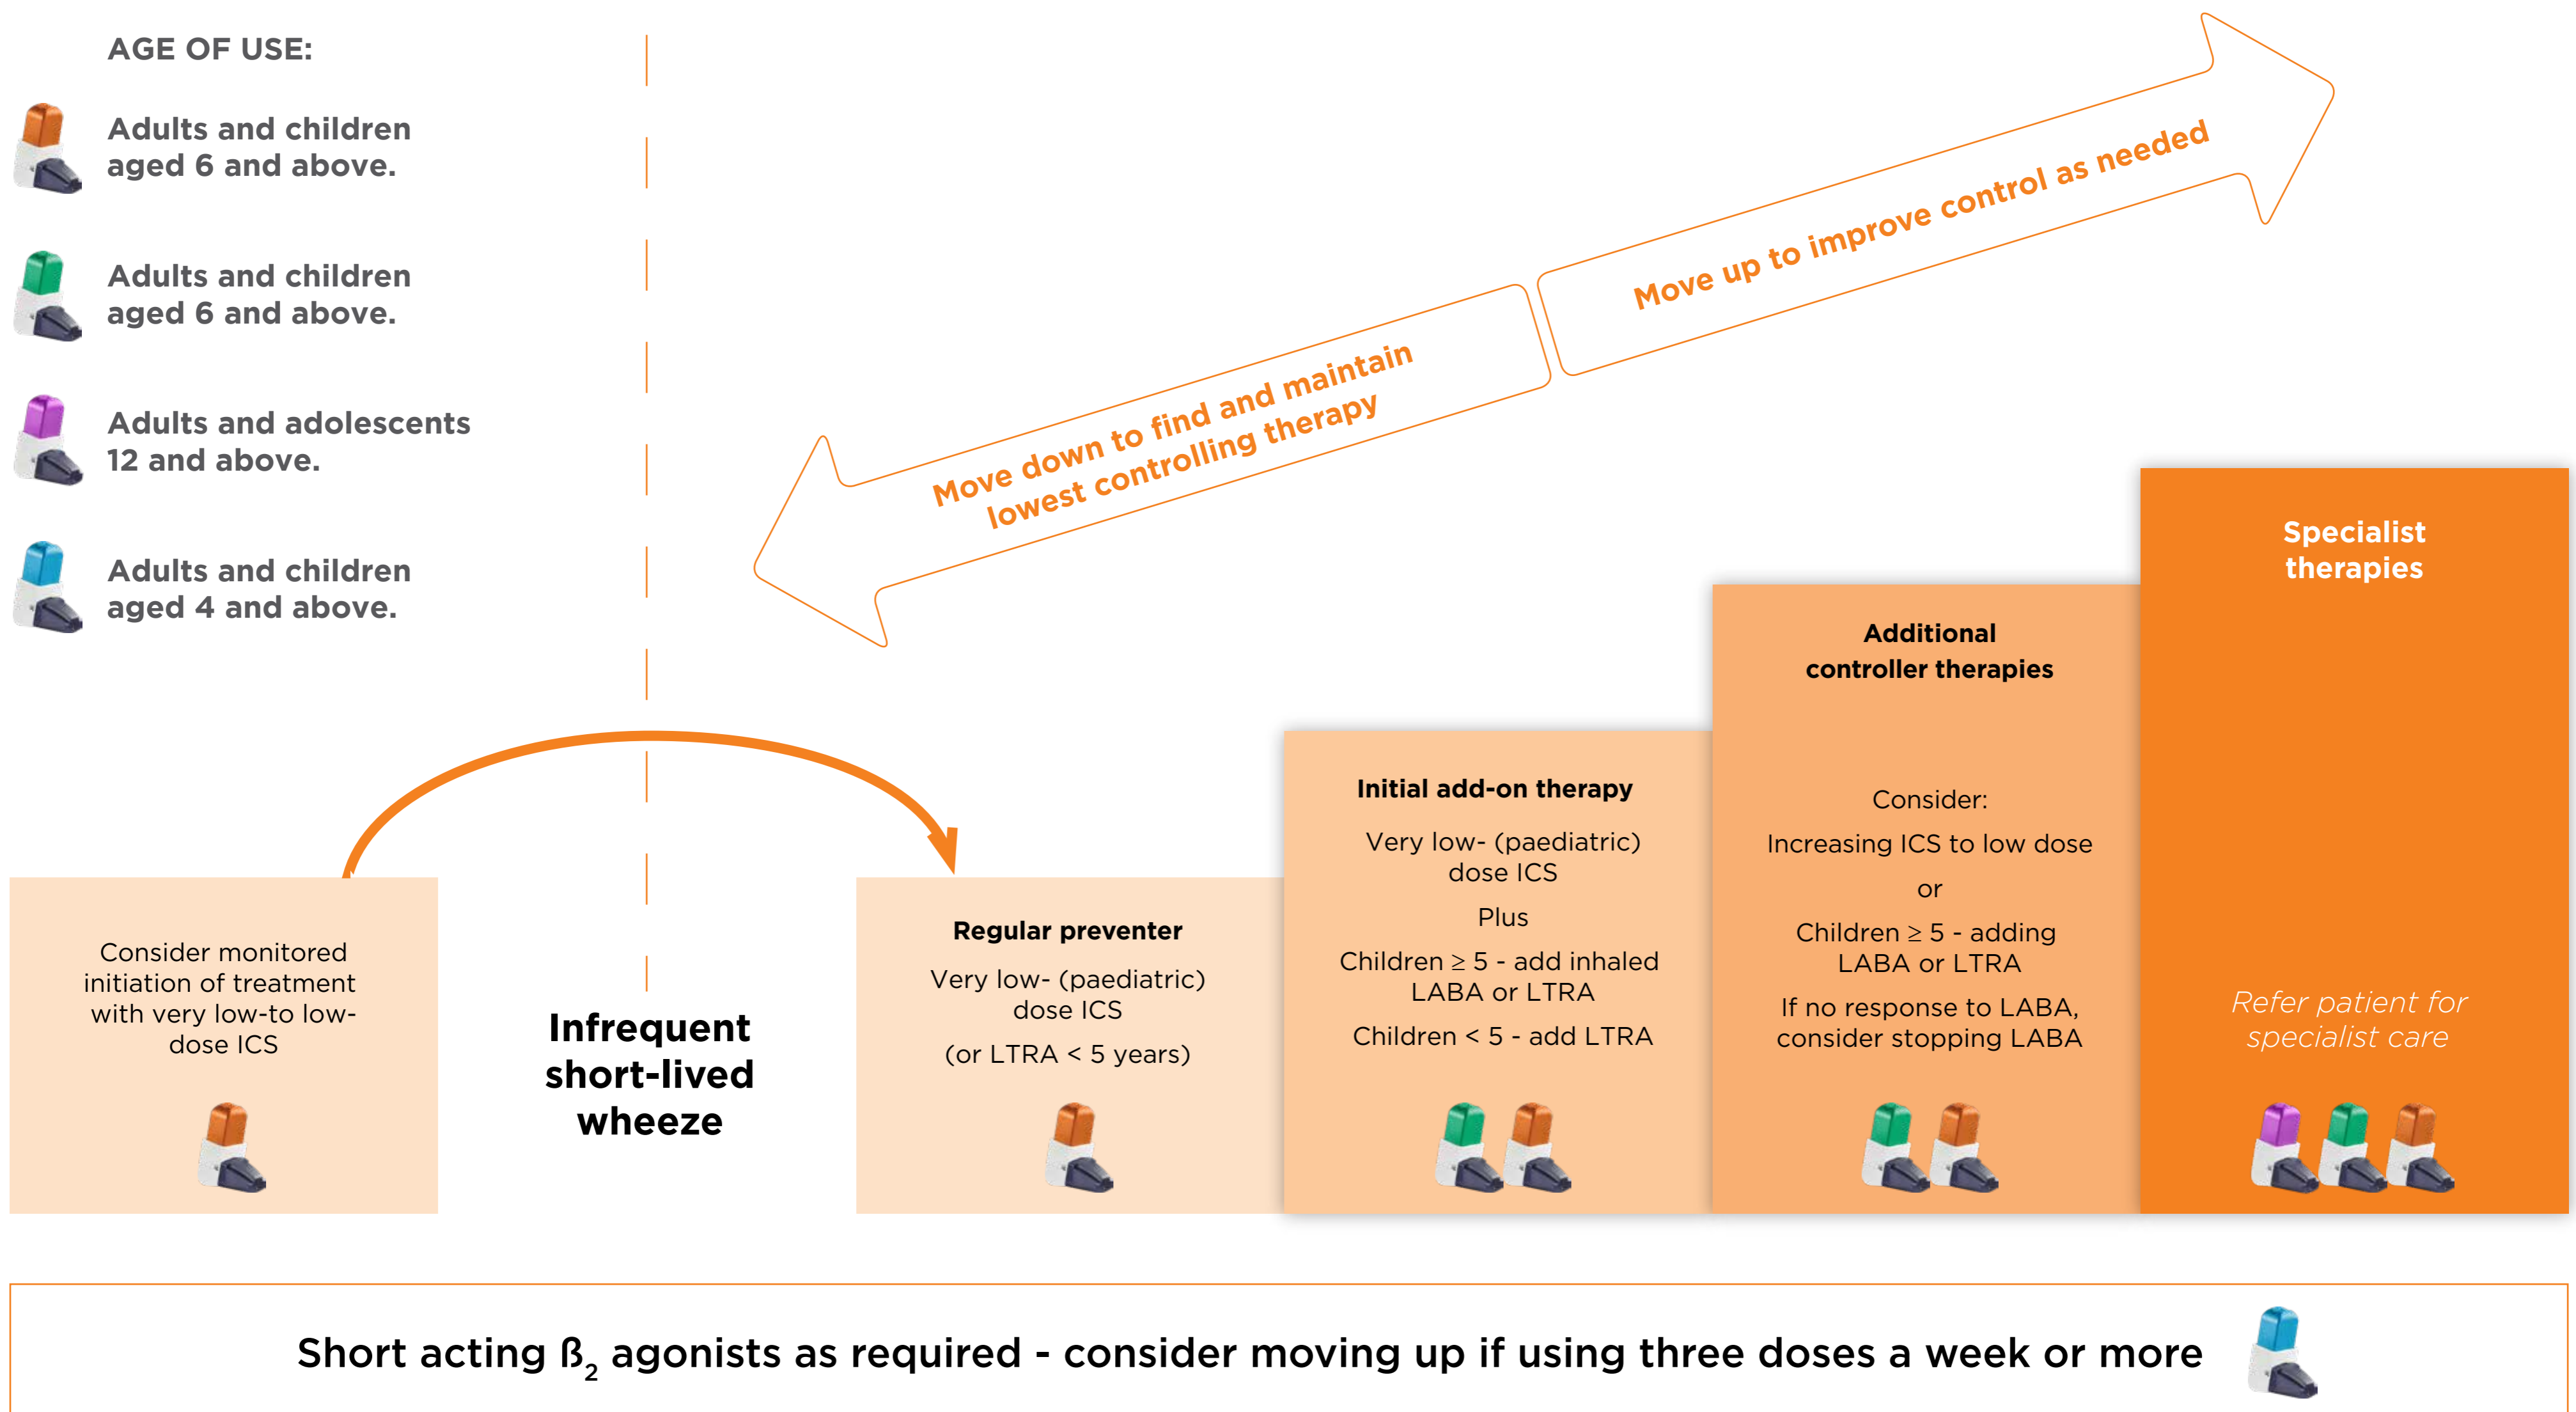 AGE OF USE:
Adults and children
aged 6 and above.
Adults and children
aged 6 and above.
Adults and adolescents
12 and above.
Adults and children
aged 4 and above.
Move down to find and maintain
lowest controlling therapy
Move up to improve control as needed
Consider monitored
initiation of treatment
with very low-to low-
dose ICS
Infrequent
short-lived
wheeze
Regular preventer
Very low- (paediatric)
dose ICS
(or LTRA < 5 years)
Initial add-on therapy
Very low- (paediatric)
dose ICS
Plus
Children ≥ 5 - add inhaled
LABA or LTRA
Children < 5 - add LTRA
Additional
controller therapies
Consider:
Increasing ICS to low dose
or
Children ≥ 5 - adding
LABA or LTRA
If no response to LABA,
consider stopping LABA
Specialist
therapies
Refer patient for
specialist care
Short acting ß₂ agonists as required - consider moving up if using three doses a week or more